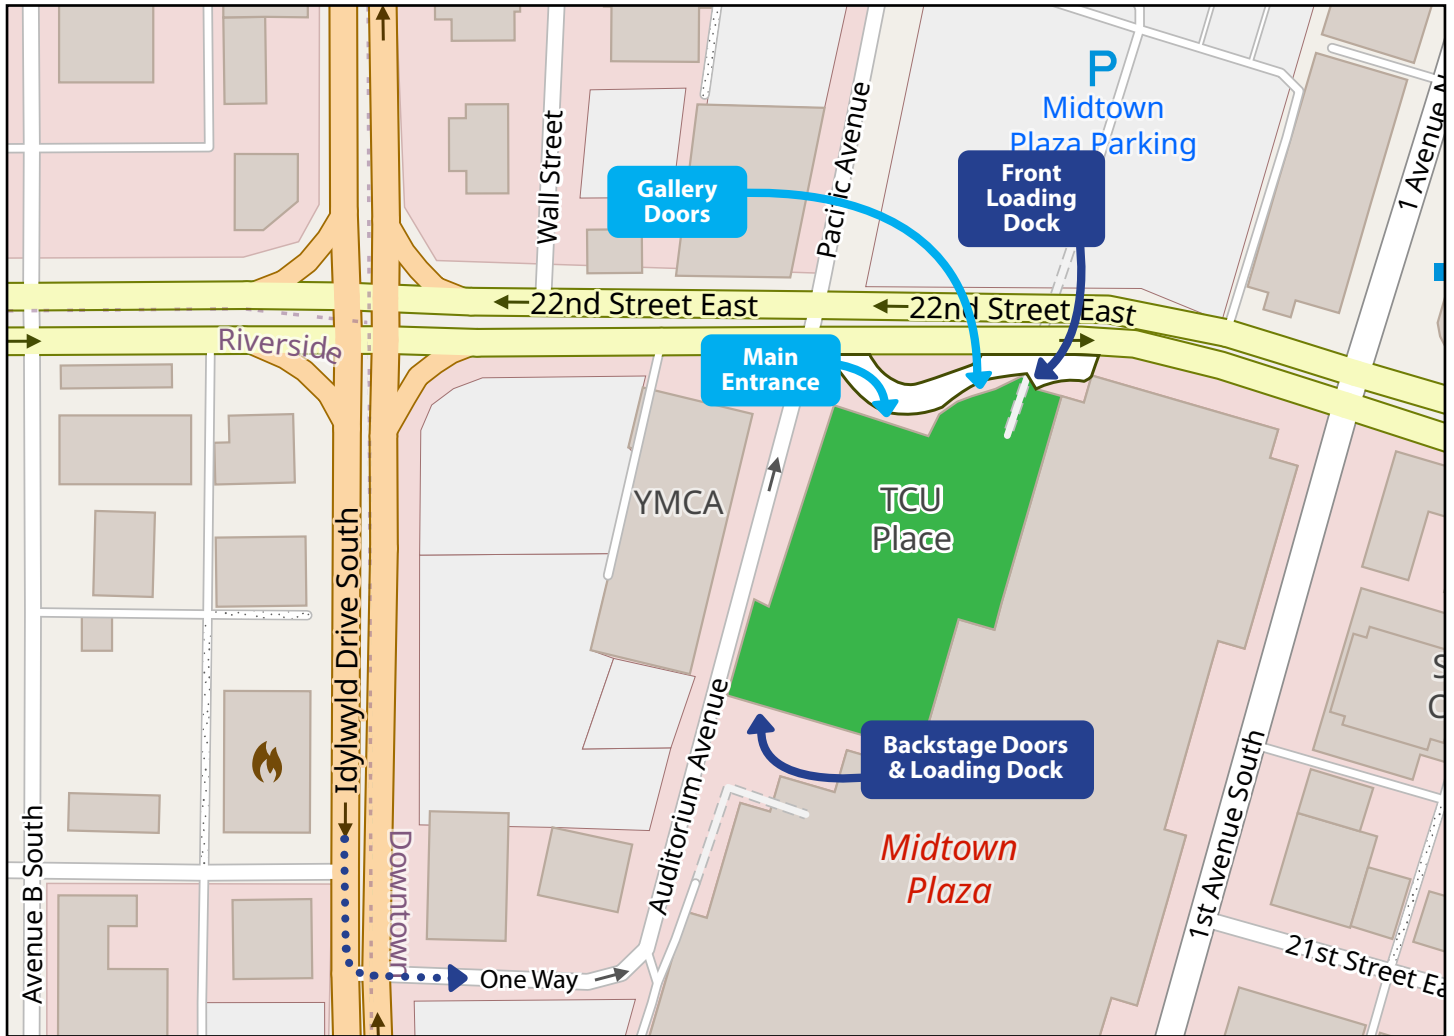 P
Midtown
Plaza Parking
1 Avenue N
Wall Street
Pacific Avenue
Gallery
Doors
Front
Loading
Dock
22nd Street East
22nd Street East
Riverside
Main
Entrance
YMCA
TCU
Place
Idylwyld Drive South
Auditorium Avenue
Backstage Doors
& Loading Dock
Midtown
Plaza
1st Avenue South
Avenue B South
Downtown
One Way
21st Street Ea
S
C